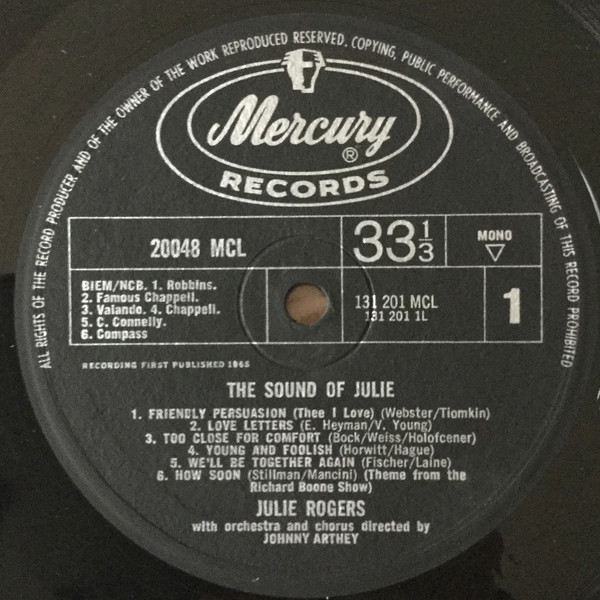 ALL RIGHTS OF THE RECORD PRODUCER AND OF THE OWNER OF THE WORK REPRODUCED RESERVED. COPYING, PUBLIC PERFORMANCE AND BROADCASTING OF THIS RECORD PROHIBITED
Mercury ®
RECORDS
20048 MCL
33 1/3
MONO
BIEM/NCB. 1. Robbins.
2. Famous Chappell.
3. Valando. 4. Chappell.
5. C. Connelly.
6. Compass
131 201 MCL
131 201 1L
1
RECORDING FIRST PUBLISHED 1965
THE SOUND OF JULIE
1. FRIENDLY PERSUASION (Thee I Love) (Webster/Tiomkin)
2. LOVE LETTERS (E. Heyman/V. Young)
3. TOO CLOSE FOR COMFORT (Bock/Weiss/Holofcener)
4. YOUNG AND FOOLISH (Horwitt/Hague)
5. WE'LL BE TOGETHER AGAIN (Fischer/Laine)
6. HOW SOON (Stillman/Mancini) (Theme from the
Richard Boone Show)
JULIE ROGERS
with orchestra and chorus directed by
JOHNNY ARTHEY